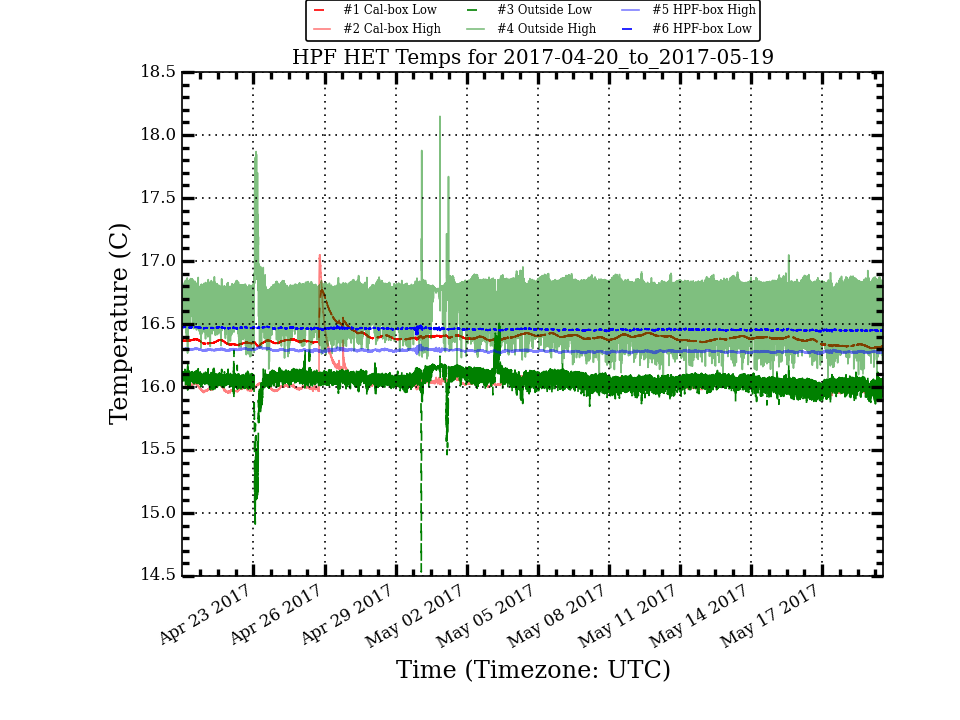 #1 Cal-box Low #3 Outside Low #5 HPF-box High
#2 Cal-box High #4 Outside High #6 HPF-box Low
HPF HET Temps for 2017-04-20_to_2017-05-19
18.5
18.0
17.5
17.0
16.5
16.0
15.5
15.0
14.5
Temperature (C)
Apr 23 2017
Apr 26 2017
Apr 29 2017
May 02 2017
May 05 2017
May 08 2017
May 11 2017
May 14 2017
May 17 2017
Time (Timezone: UTC)